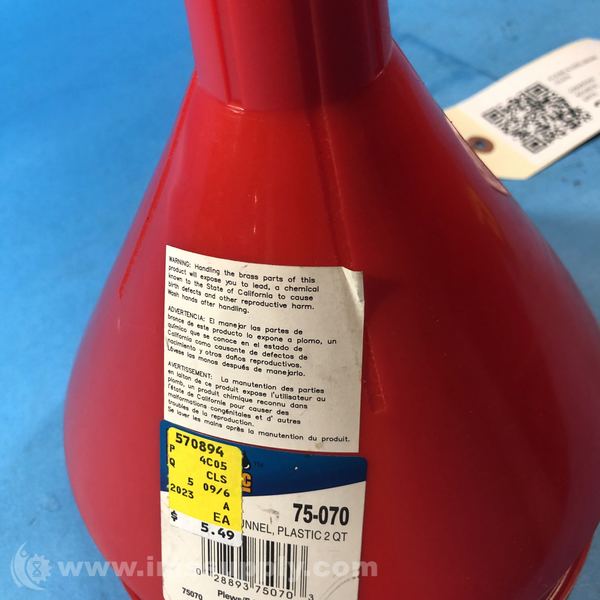 WARNING: Handling the brass parts of this
product will expose you to lead, a chemical
known to the State of California to cause
birth defects and other reproductive harm.
Wash hands after handling.
ADVERTENCIA: El manejar las partes de
bronce de este producto lo expone a plomo, un
químico que se conoce en el estado de
California como causante de defectos de
nacimiento y otros daños reproductivos.
Lávese las manos después de manejarlo.
AVERTISSEMENT: La manutention des parties
en laiton de ce produit expose l'utilisateur au
plomb, un produit chimique reconnu dans
l'état de Californie pour causer des
malformations congénitales et d' autres
troubles de la reproduction.
Se laver les mains après la manutention du produit.
570894
P 4C05
Q CLS
5 09/6
2023 A
EA
$ 5.49
TM
75-070
UNNEL, PLASTIC 2 QT
0 28893 75070 3
75070
www.irasupply.com